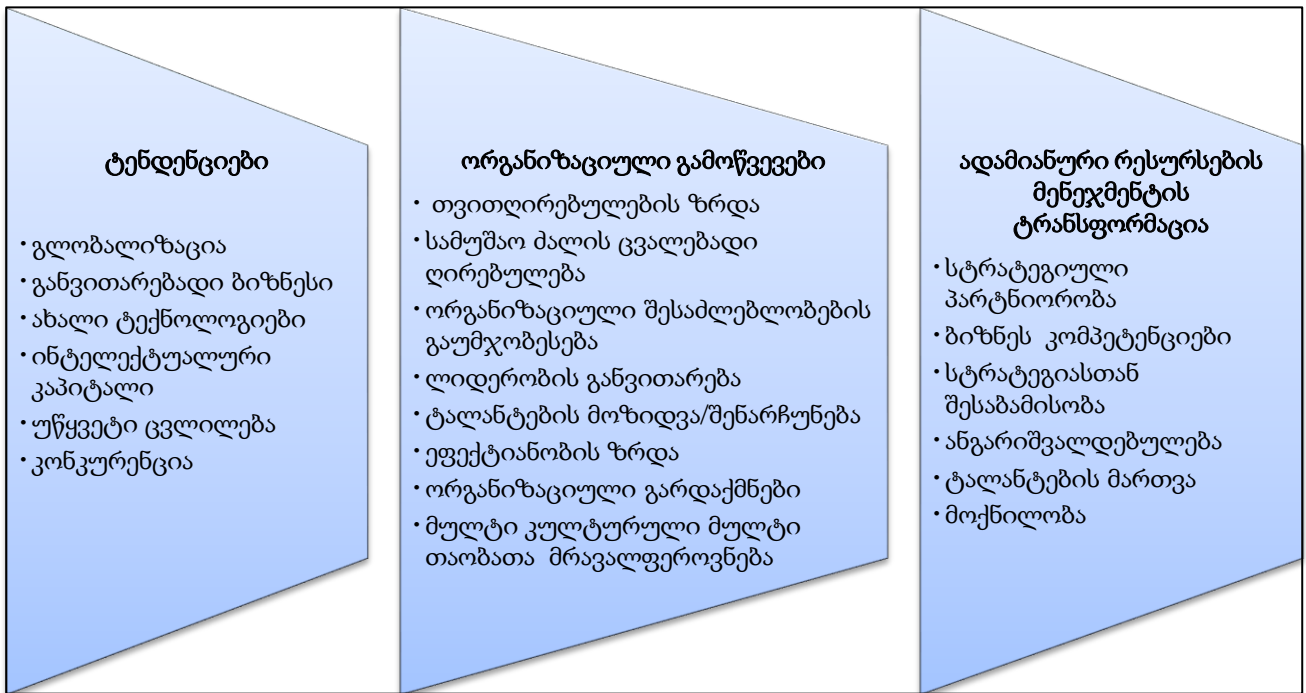 ტენდენციები
· გლობალიზაცია
· განვითარებადი ბიზნესი
· ახალი ტექნოლოგიები
· ინტელექტუალური
კაპიტალი
· უწყვეტი ცვლილება
· კონკურენცია
ორგანიზაციული გამოწვევები
· თვითღირებულების ზრდა
· სამუშაო ძალის ცვალებადი
ღირებულება
· ორგანიზაციული შესაძლებლობების
გაუმჯობესება
· ლიდერობის განვითარება
· ტალანტების მოზიდვა/შენარჩუნება
· ეფექტიანობის ზრდა
· ორგანიზაციული გარდაქმნები
· მულტი კულტურული მულტი
თაობათა მრავალფეროვნება
ადამიანური რესურსების
მენეჯმენტის
ტრანსფორმაცია
· სტრატეგიული
პარტნიორობა
· ბიზნეს კომპეტენციები
· სტრატეგიასთან
შესაბამისობა
· ანგარიშვალდებულება
· ტალანტების მართვა
· მოქნილობა